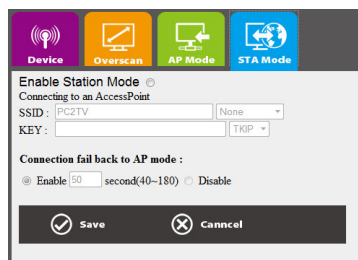 Device Overscan AP Mode STA Mode
Enable Station Mode
Connecting to an AccessPoint
SSID : PC2TV None
KEY : TKIP
Connection fail back to AP mode :
Enable 50 second(40~180) Disable
Save Canncel